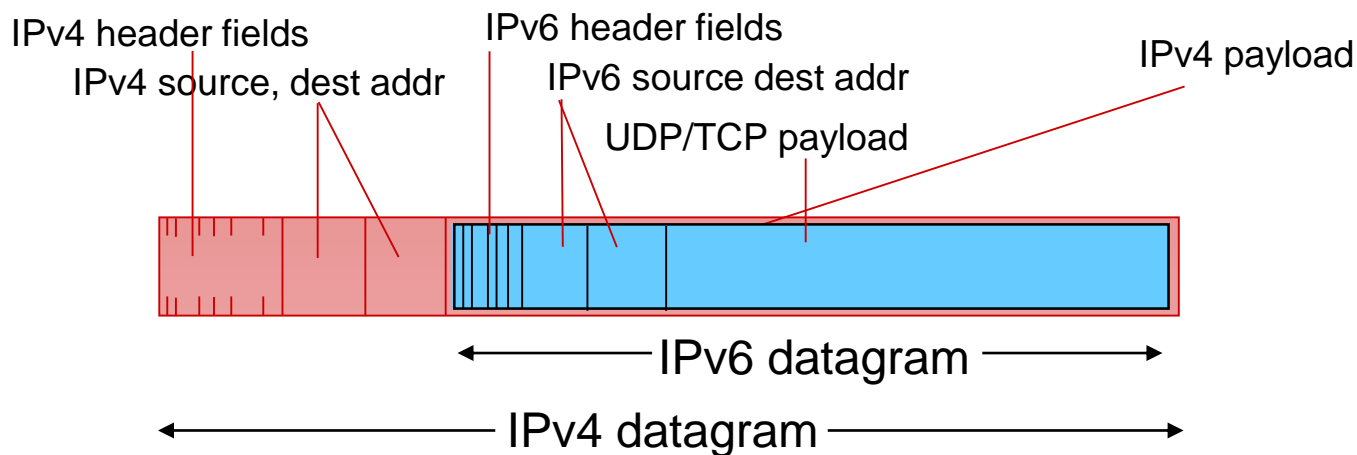 IPv4 header fields
IPv6 header fields
IPv4 payload
IPv4 source, dest addr
IPv6 source dest addr
UDP/TCP payload
IPv6 datagram
IPv4 datagram